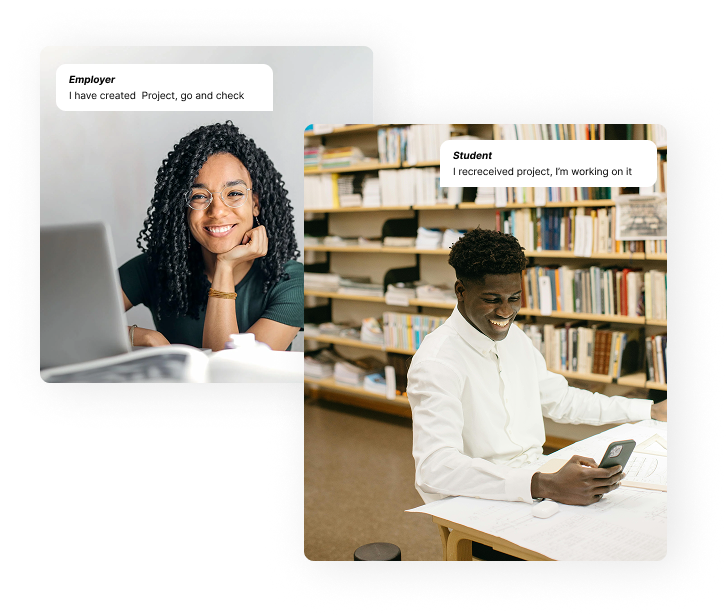 Employer
I have created  Project, go and check
Student
I recreceived project, I'm working on it